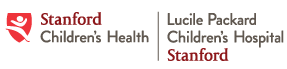 Stanford
Children's Health
Lucile Packard
Children's Hospital
Stanford